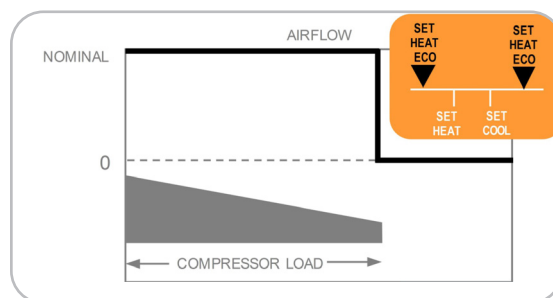 AIRFLOW
NOMINAL
0
COMPRESSOR LOAD
SET
HEAT
ECO
SET
HEAT
ECO
SET
HEAT
SET
COOL